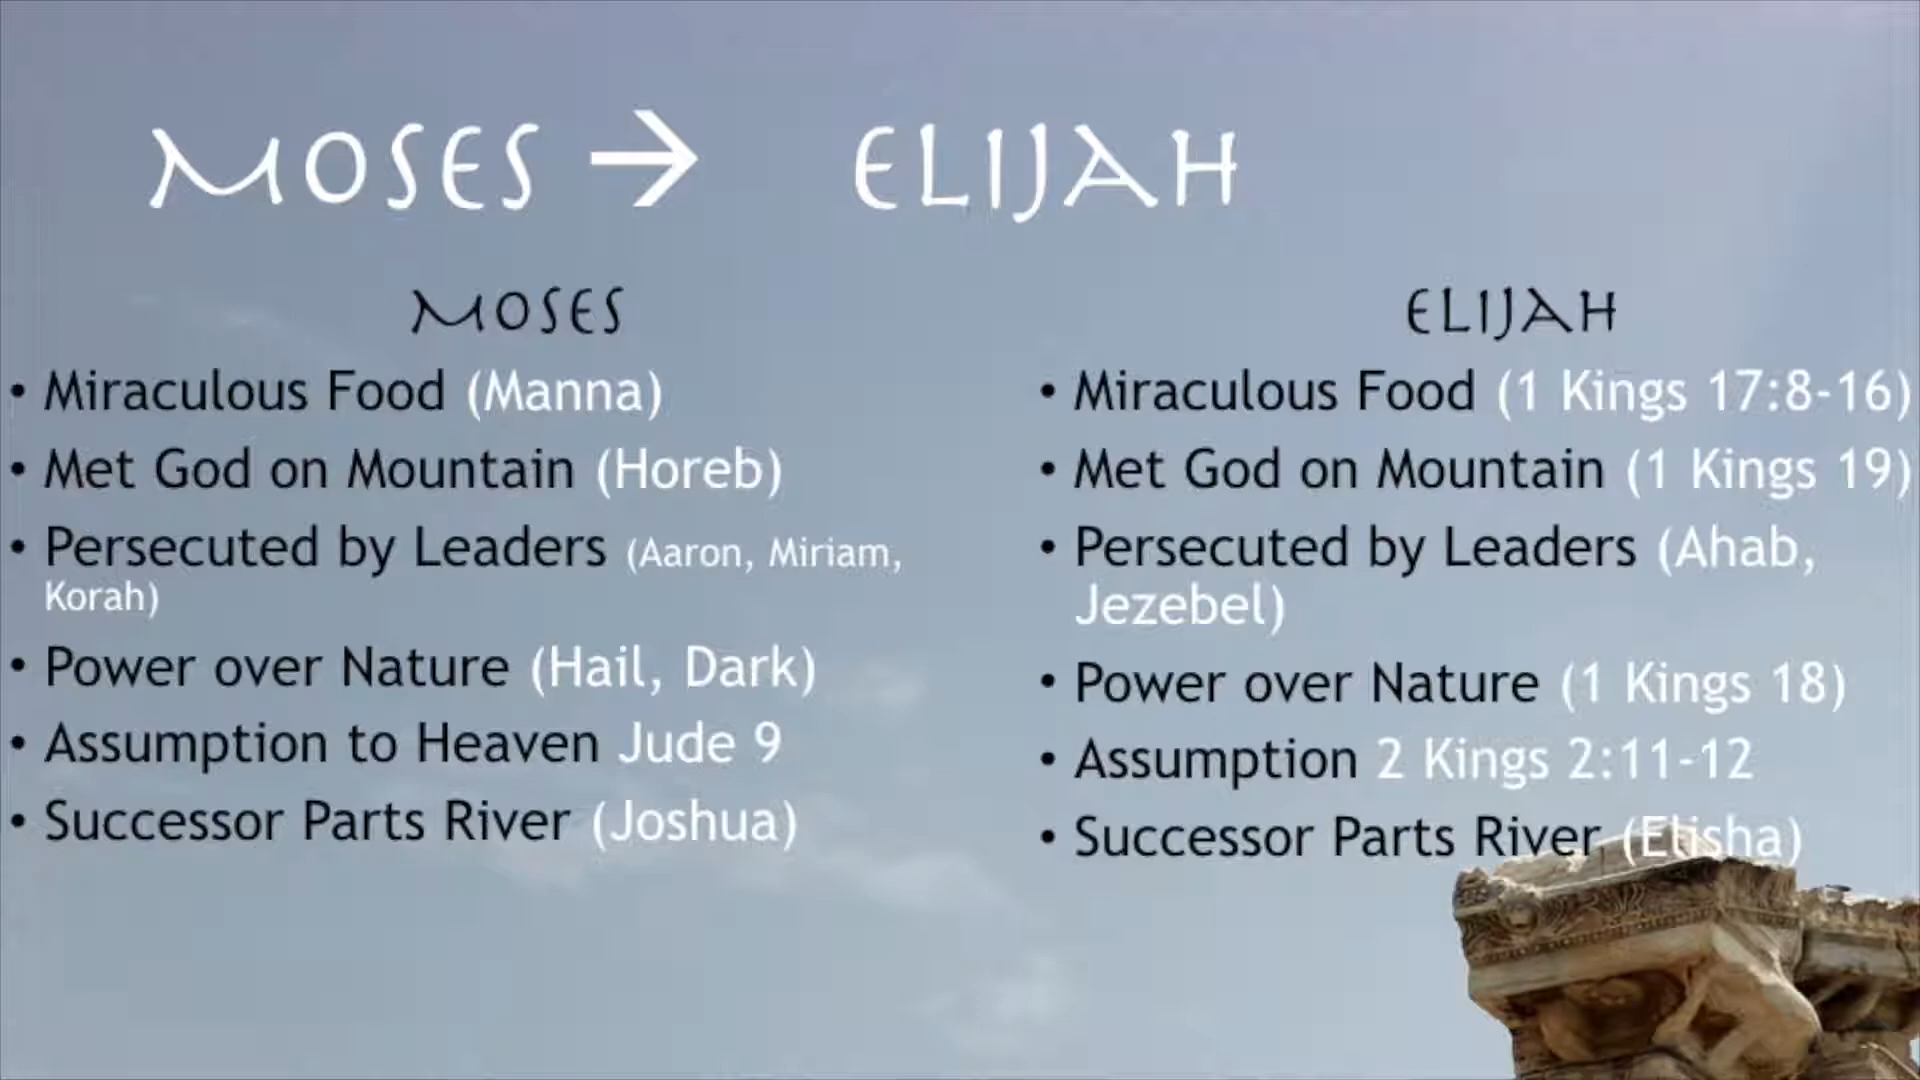 MOSES → ELIJAH
MOSES
• Miraculous Food (Manna)
• Met God on Mountain (Horeb)
• Persecuted by Leaders (Aaron, Miriam,
Korah)
• Power over Nature (Hail, Dark)
• Assumption to Heaven Jude 9
• Successor Parts River (Joshua)
ELIJAH
• Miraculous Food (1 Kings 17:8-16)
• Met God on Mountain (1 Kings 19)
• Persecuted by Leaders (Ahab,
Jezebel)
• Power over Nature (1 Kings 18)
• Assumption 2 Kings 2:11-12
• Successor Parts River (Elisha)